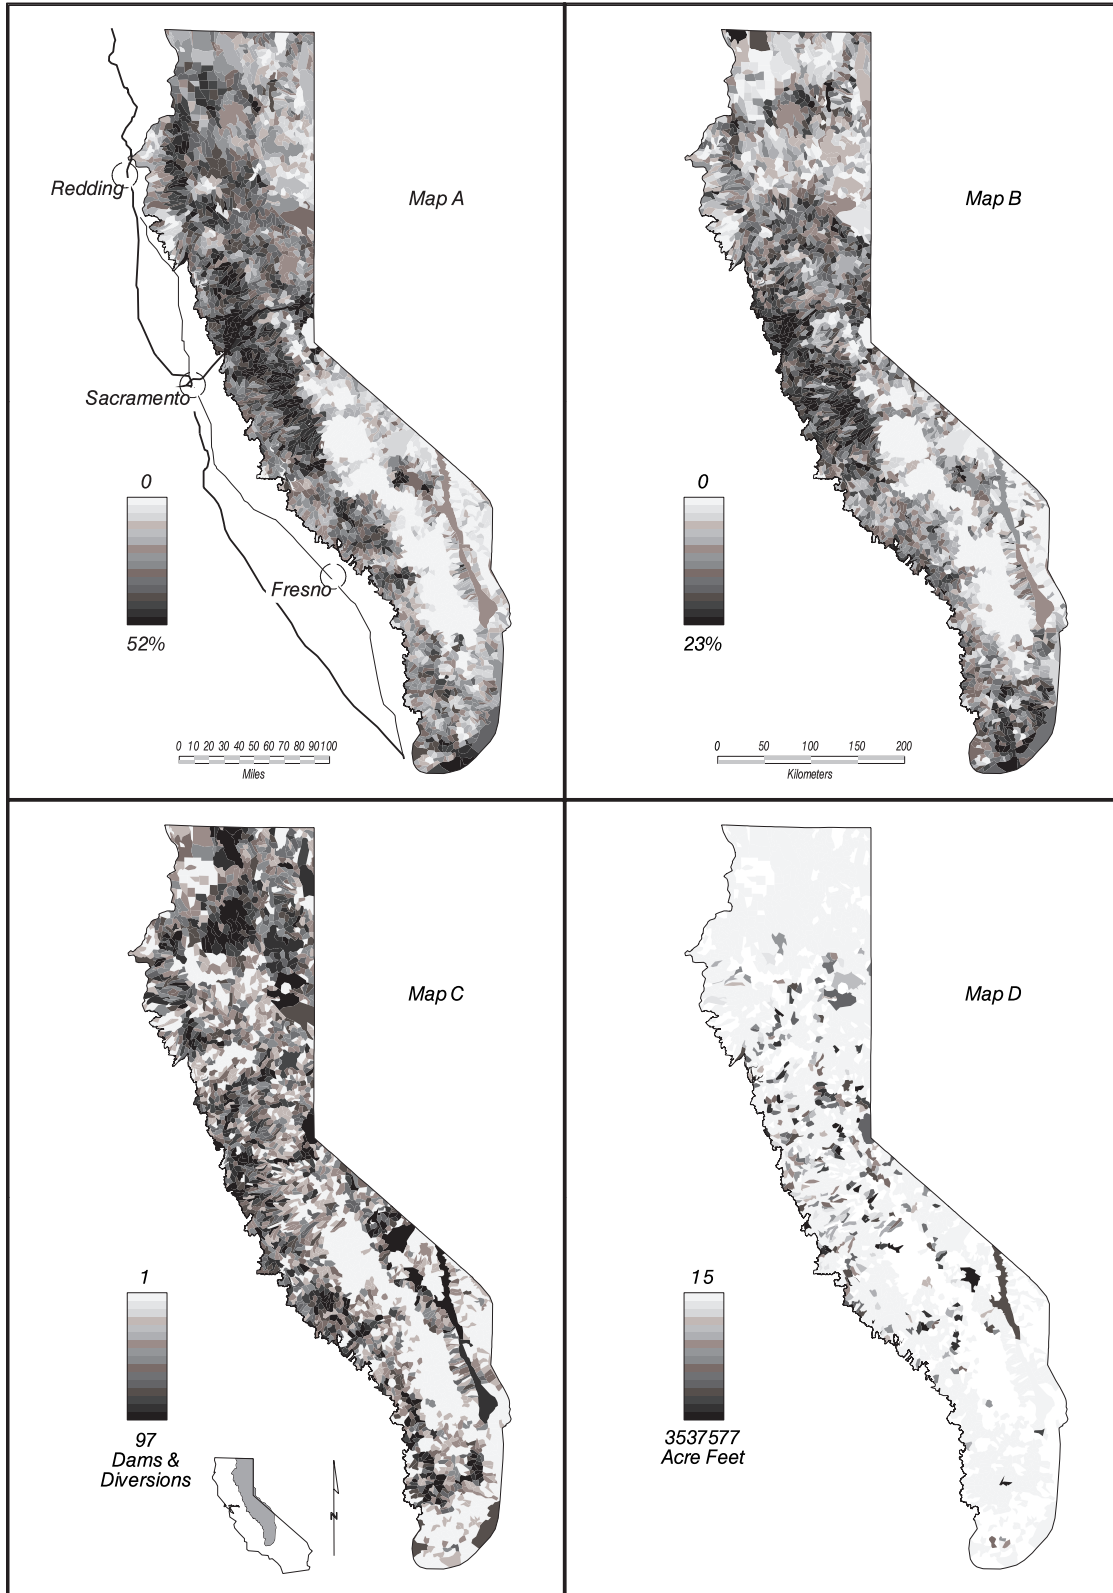 Redding
Map A
Sacramento
0
52%
Fresno
0 10 20 30 40 50 60 70 80 90 100
Miles
Map B
0
23%
0 50 100 150 200
Kilometers
Map C
1
97
Dams &
Diversions
N
Map D
15
3537577
Acre Feet